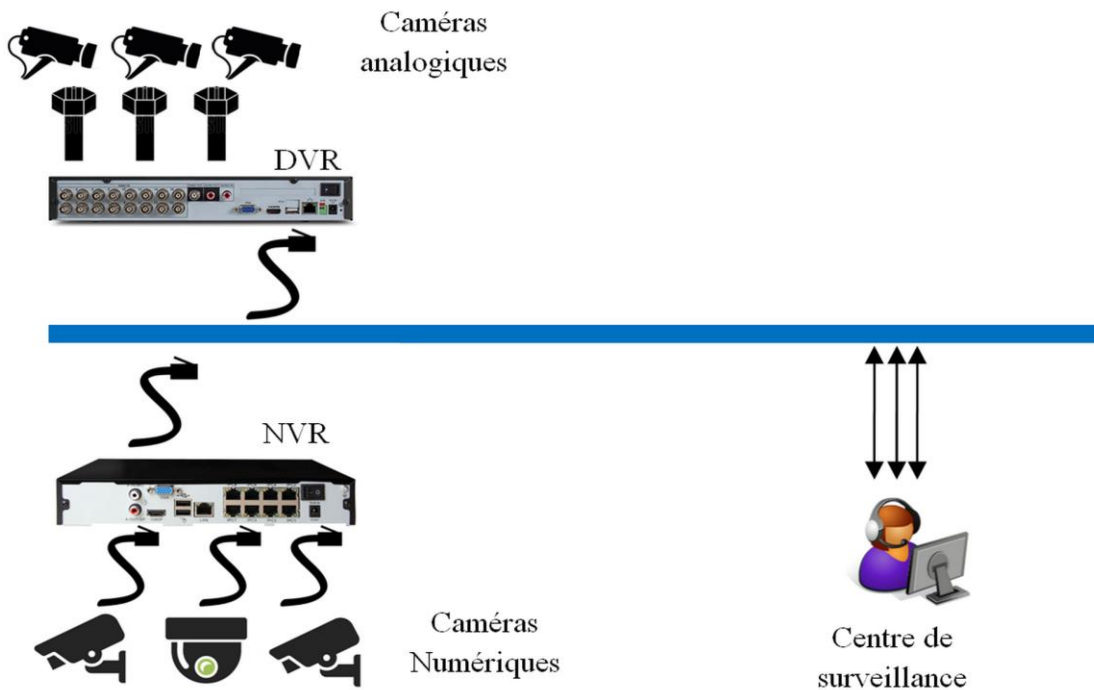 Caméras
analogiques
DVR
NVR
Caméras
Numériques
Centre de
surveillance